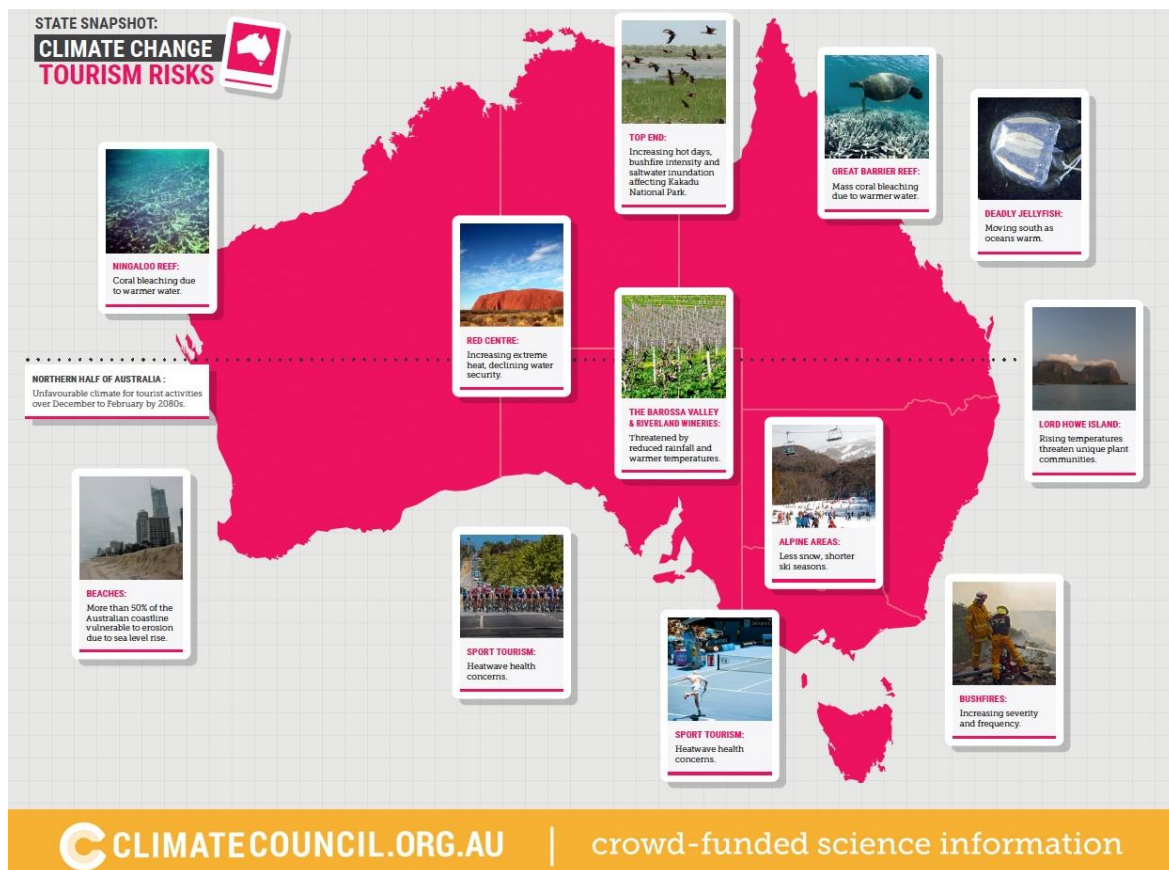 STATE SNAPSHOT:
CLIMATE CHANGE
TOURISM RISKS
TOP END:
Increasing hot days,
bushfire intensity and
saltwater inundation
affecting Kakadu
National Park.
GREAT BARRIER REEF:
Mass coral bleaching
due to warmer water.
DEADLY JELLYFISH:
Moving south as
oceans warm.
NINGALOO REEF:
Coral bleaching due
to warmer water.
RED CENTRE:
Increasing extreme
heat, declining water
security.
THE BAROSSA VALLEY
& RIVERLAND WINERIES:
Threatened by
reduced rainfall and
warmer temperatures.
LORD HOWE ISLAND:
Rising temperatures
threaten unique plant
communities.
NORTHERN HALF OF AUSTRALIA :
Unfavourable climate for tourist activities
over December to February by 2080s.
ALPINE AREAS:
Less snow, shorter
ski seasons.
BEACHES:
More than 50% of the
Australian coastline
vulnerable to erosion
due to sea level rise.
SPORT TOURISM:
Heatwave health
concerns.
SPORT TOURISM:
Heatwave health
concerns.
BUSHFIRES:
Increasing severity
and frequency.
CLIMATECOUNCIL.ORG.AU | crowd-funded science information